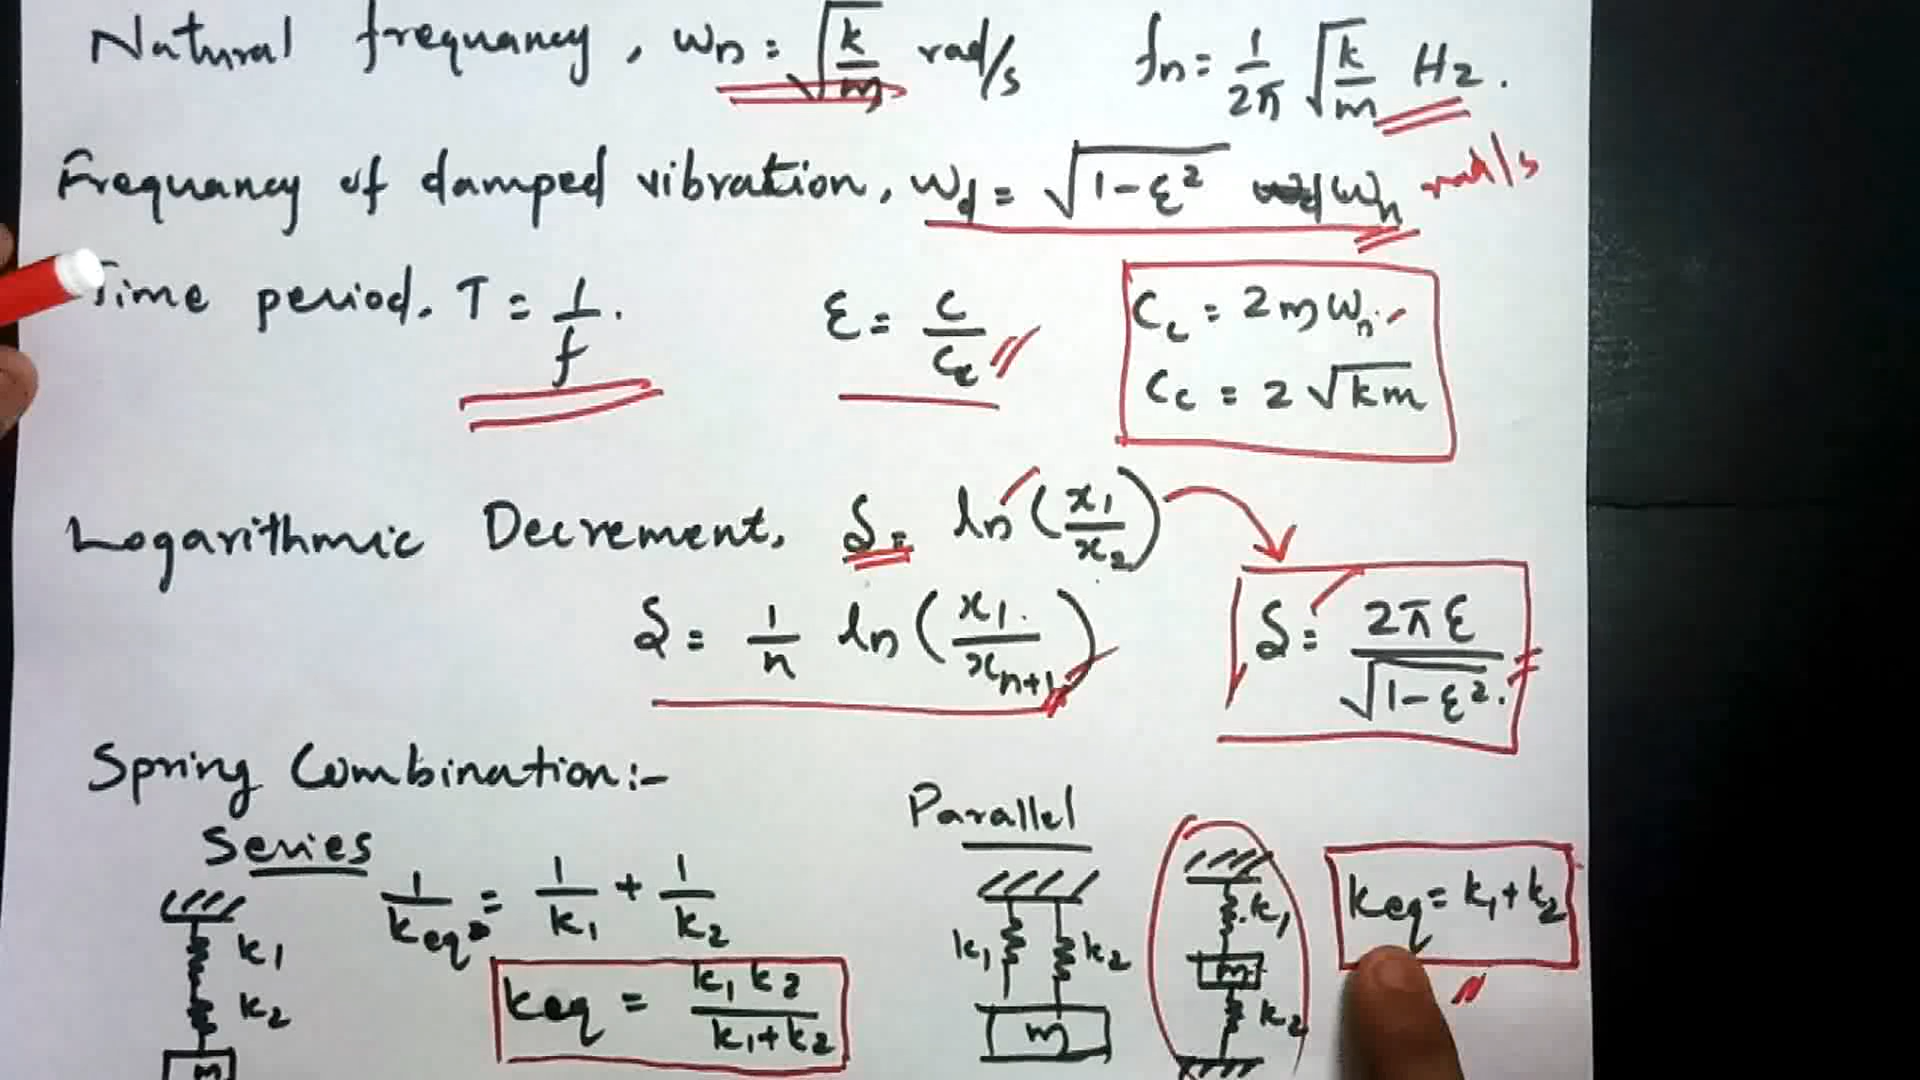 Natural frequancy, ωn = √(k/m) rad/s fn = 1/2π √(k/m) Hz.
Frequancy of damped vibration, ωd = √(1-ε²) ωn rad/s
Time period. T = 1/f. ε = c/cc Cc = 2mωn.
Cc = 2√km
Logarithmic Decrement, δ = ln(x1/x2)
δ = 1/n ln(x1/xn+1) δ = 2πε/√(1-ε²).
Spring Combination:-
Series Parallel
1/keq = 1/k1 + 1/k2
keq = k1 k2/k1+k2
k1
k2
m
k1 k2
m
k1
m
k2
keq = k1+k2